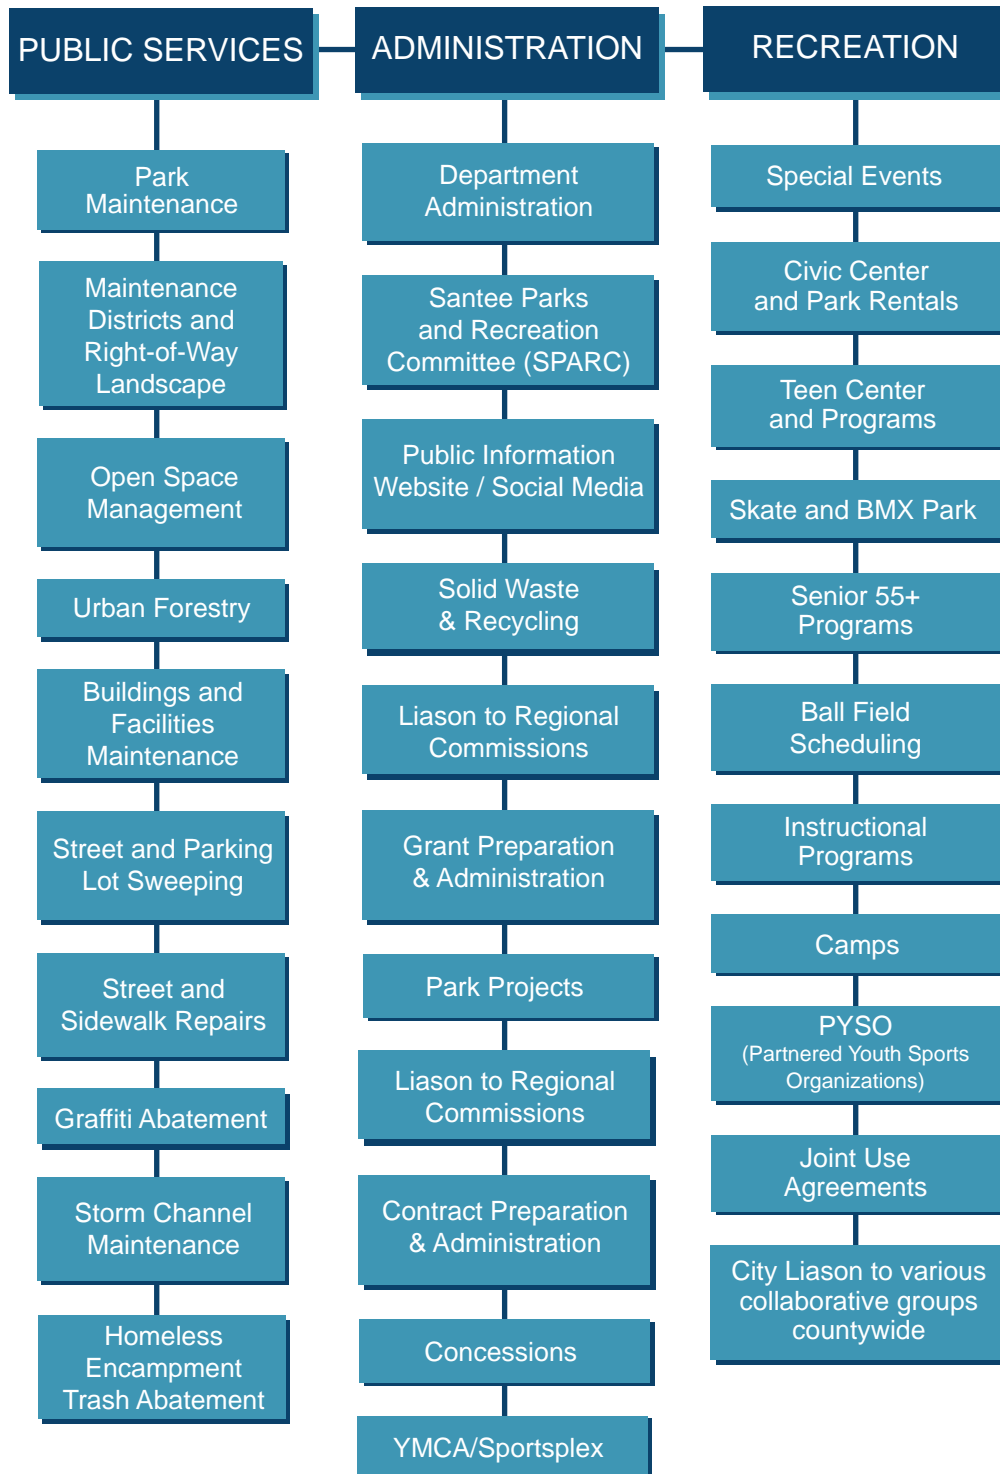 PUBLIC SERVICES
Park
Maintenance
Maintenance
Districts and
Right-of-Way
Landscape
Open Space
Management
Urban Forestry
Buildings and
Facilities
Maintenance
Street and Parking
Lot Sweeping
Street and
Sidewalk Repairs
Graffiti Abatement
Storm Channel
Maintenance
Homeless
Encampment
Trash Abatement
ADMINISTRATION
Department
Administration
Santee Parks
and Recreation
Committee (SPARC)
Public Information
Website / Social Media
Solid Waste
& Recycling
Liason to Regional
Commissions
Grant Preparation
& Administration
Park Projects
Liason to Regional
Commissions
Contract Preparation
& Administration
Concessions
YMCA/Sportsplex
RECREATION
Special Events
Civic Center
and Park Rentals
Teen Center
and Programs
Skate and BMX Park
Senior 55+
Programs
Ball Field
Scheduling
Instructional
Programs
Camps
PYSO
(Partnered Youth Sports
Organizations)
Joint Use
Agreements
City Liason to various
collaborative groups
countywide